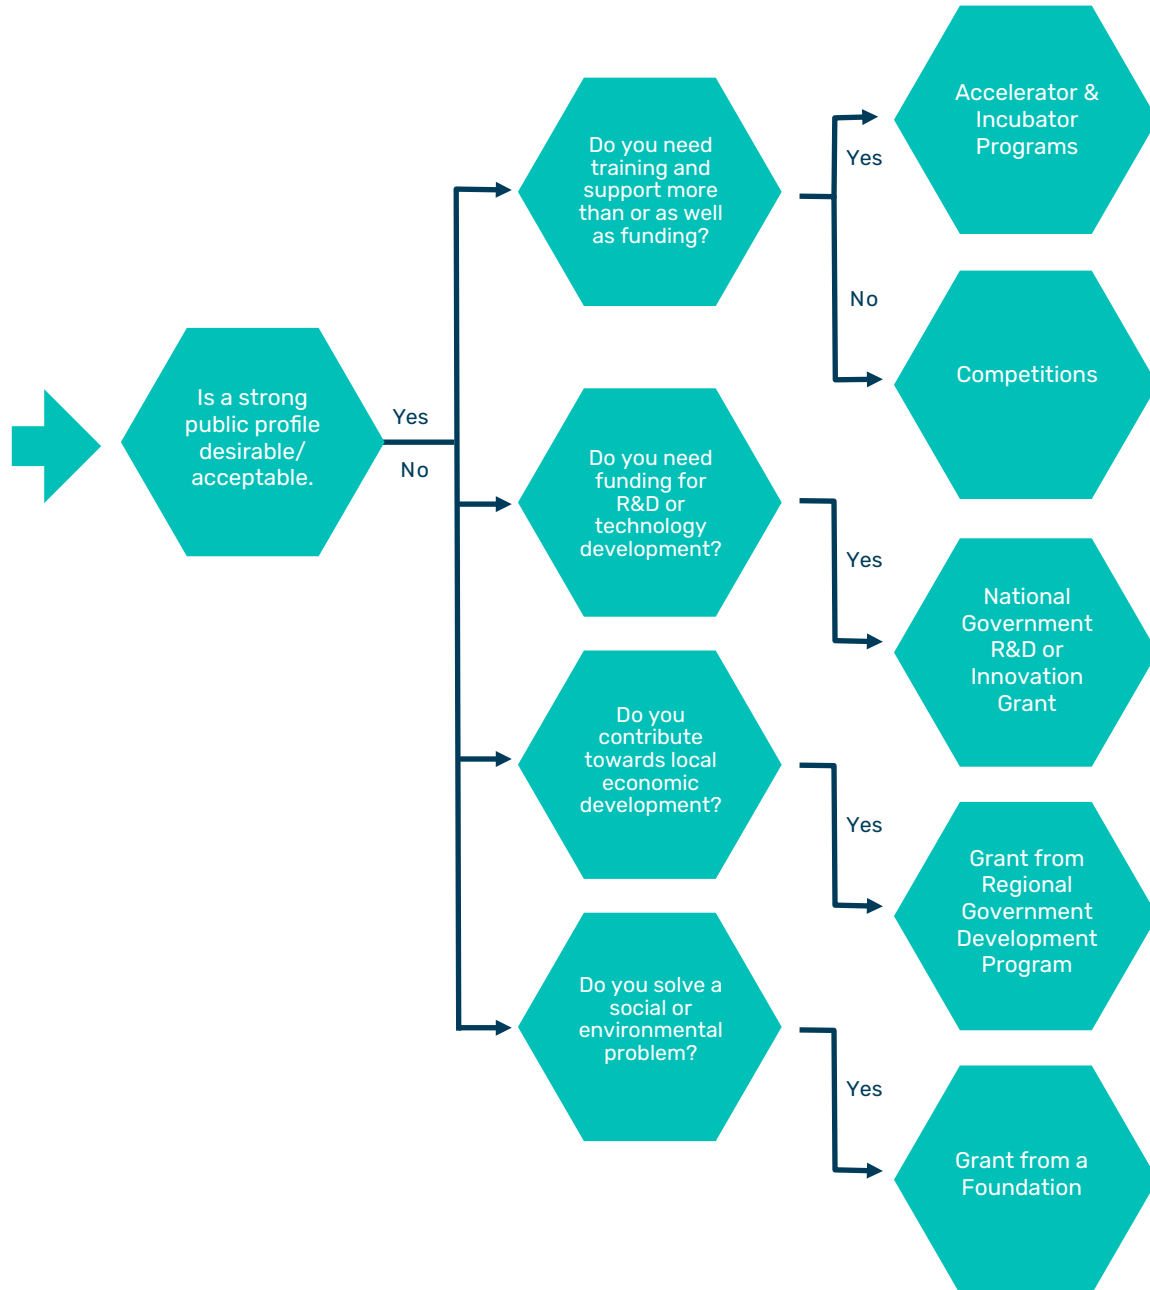 Is a strong
public profile
desirable/
acceptable.
Yes
No
Do you need
training and
support more
than or as well
as funding?
Yes
No
Accelerator &
Incubator
Programs
Competitions
Do you need
funding for
R&D or
technology
development?
Yes
National
Government
R&D or
Innovation
Grant
Do you
contribute
towards local
economic
development?
Yes
Grant from
Regional
Government
Development
Program
Do you solve a
social or
environmental
problem?
Yes
Grant from a
Foundation